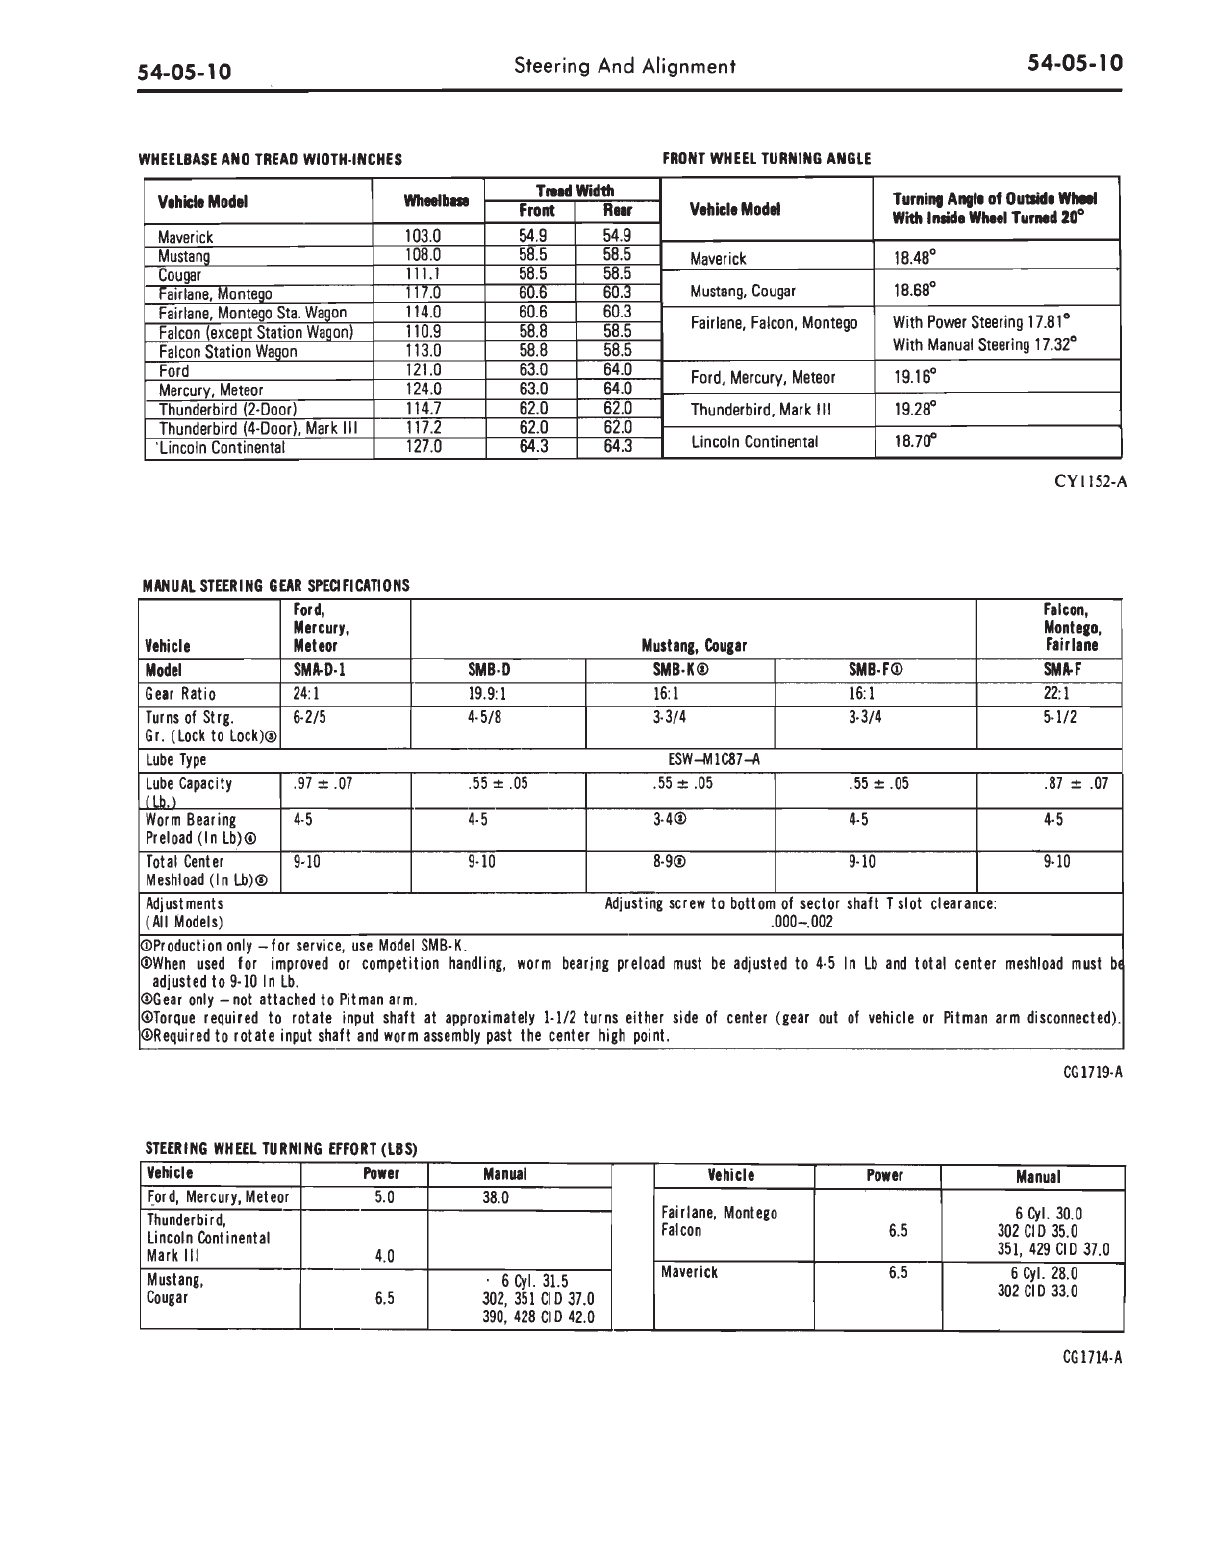 54-05-10 Steering And Alignment 54-05-10
WHEELBASE AND TREAD WIDTH-INCHES
Vehicle Model Wheelbase Tread Width
Front Rear
Maverick 103.0 54.9 54.9
Mustang 108.0 58.5 58.5
Cougar 111.1 58.5 58.5
Fairlane, Montego 117.0 60.6 60.3
Fairlane, Montego Sta. Wagon 114.0 60.6 60.3
Falcon (except Station Wagon) 110.9 58.8 58.5
Falcon Station Wagon 113.0 58.8 58.5
Ford 121.0 63.0 64.0
Mercury, Meteor 124.0 63.0 64.0
Thunderbird (2-Door) 114.7 62.0 62.0
Thunderbird (4-Door), Mark III 117.2 62.0 62.0
Lincoln Continental 127.0 64.3 64.3
FRONT WHEEL TURNING ANGLE
Vehicle Model Turning Angle of Outside Wheel
With Inside Wheel Turned 20°
Maverick 18.48°
Mustang, Cougar 18.68°
Fairlane, Falcon, Montego With Power Steering 17.81°
With Manual Steering 17.32°
Ford, Mercury, Meteor 19.16°
Thunderbird, Mark III 19.28°
Lincoln Continental 18.70°
CY1152-A
MANUAL STEERING GEAR SPECIFICATIONS
Ford, Falcon,
Mercury, Montego,
Vehicle Meteor Mustang, Cougar Fairlane
Model SMA-D-1 SMB-D SMB-K② SMB-F① SMA-F
Gear Ratio 24:1 19.9:1 16:1 16:1 22:1
Turns of Strg. 6-2/5 4-5/8 3-3/4 3-3/4 5-1/2
Gr. (Lock to Lock)③
Lube Type ESW-M1C87-A
Lube Capacity .97 ± .07 .55 ± .05 .55 ± .05 .55 ± .05 .87 ± .07
(Lb.)
Worm Bearing 4-5 4-5 3-4② 4-5 4-5
Preload (In Lb)④
Total Center 9-10 9-10 8-9② 9-10 9-10
Meshload (In Lb)⑤
Adjustments Adjusting screw to bottom of sector shaft T slot clearance:
(All Models) .000-.002
①Production only – for service, use Model SMB-K.
②When used for improved or competition handling, worm bearing preload must be adjusted to 4-5 In Lb and total center meshload must be
adjusted to 9-10 In Lb.
③Gear only – not attached to Pitman arm.
④Torque required to rotate input shaft at approximately 1-1/2 turns either side of center (gear out of vehicle or Pitman arm disconnected).
⑤Required to rotate input shaft and worm assembly past the center high point.
CG1719-A
STEERING WHEEL TURNING EFFORT (LBS)
Vehicle Power Manual
Ford, Mercury, Meteor 5.0 38.0
Thunderbird,
Lincoln Continental
Mark III 4.0
Mustang, 6 Cyl. 31.5
Cougar 6.5 302, 351 CID 37.0
390, 428 CID 42.0
Vehicle Power Manual
Fairlane, Montego 6 Cyl. 30.0
Falcon 6.5 302 CID 35.0
351, 429 CID 37.0
Maverick 6.5 6 Cyl. 28.0
302 CID 33.0
CG1714-A